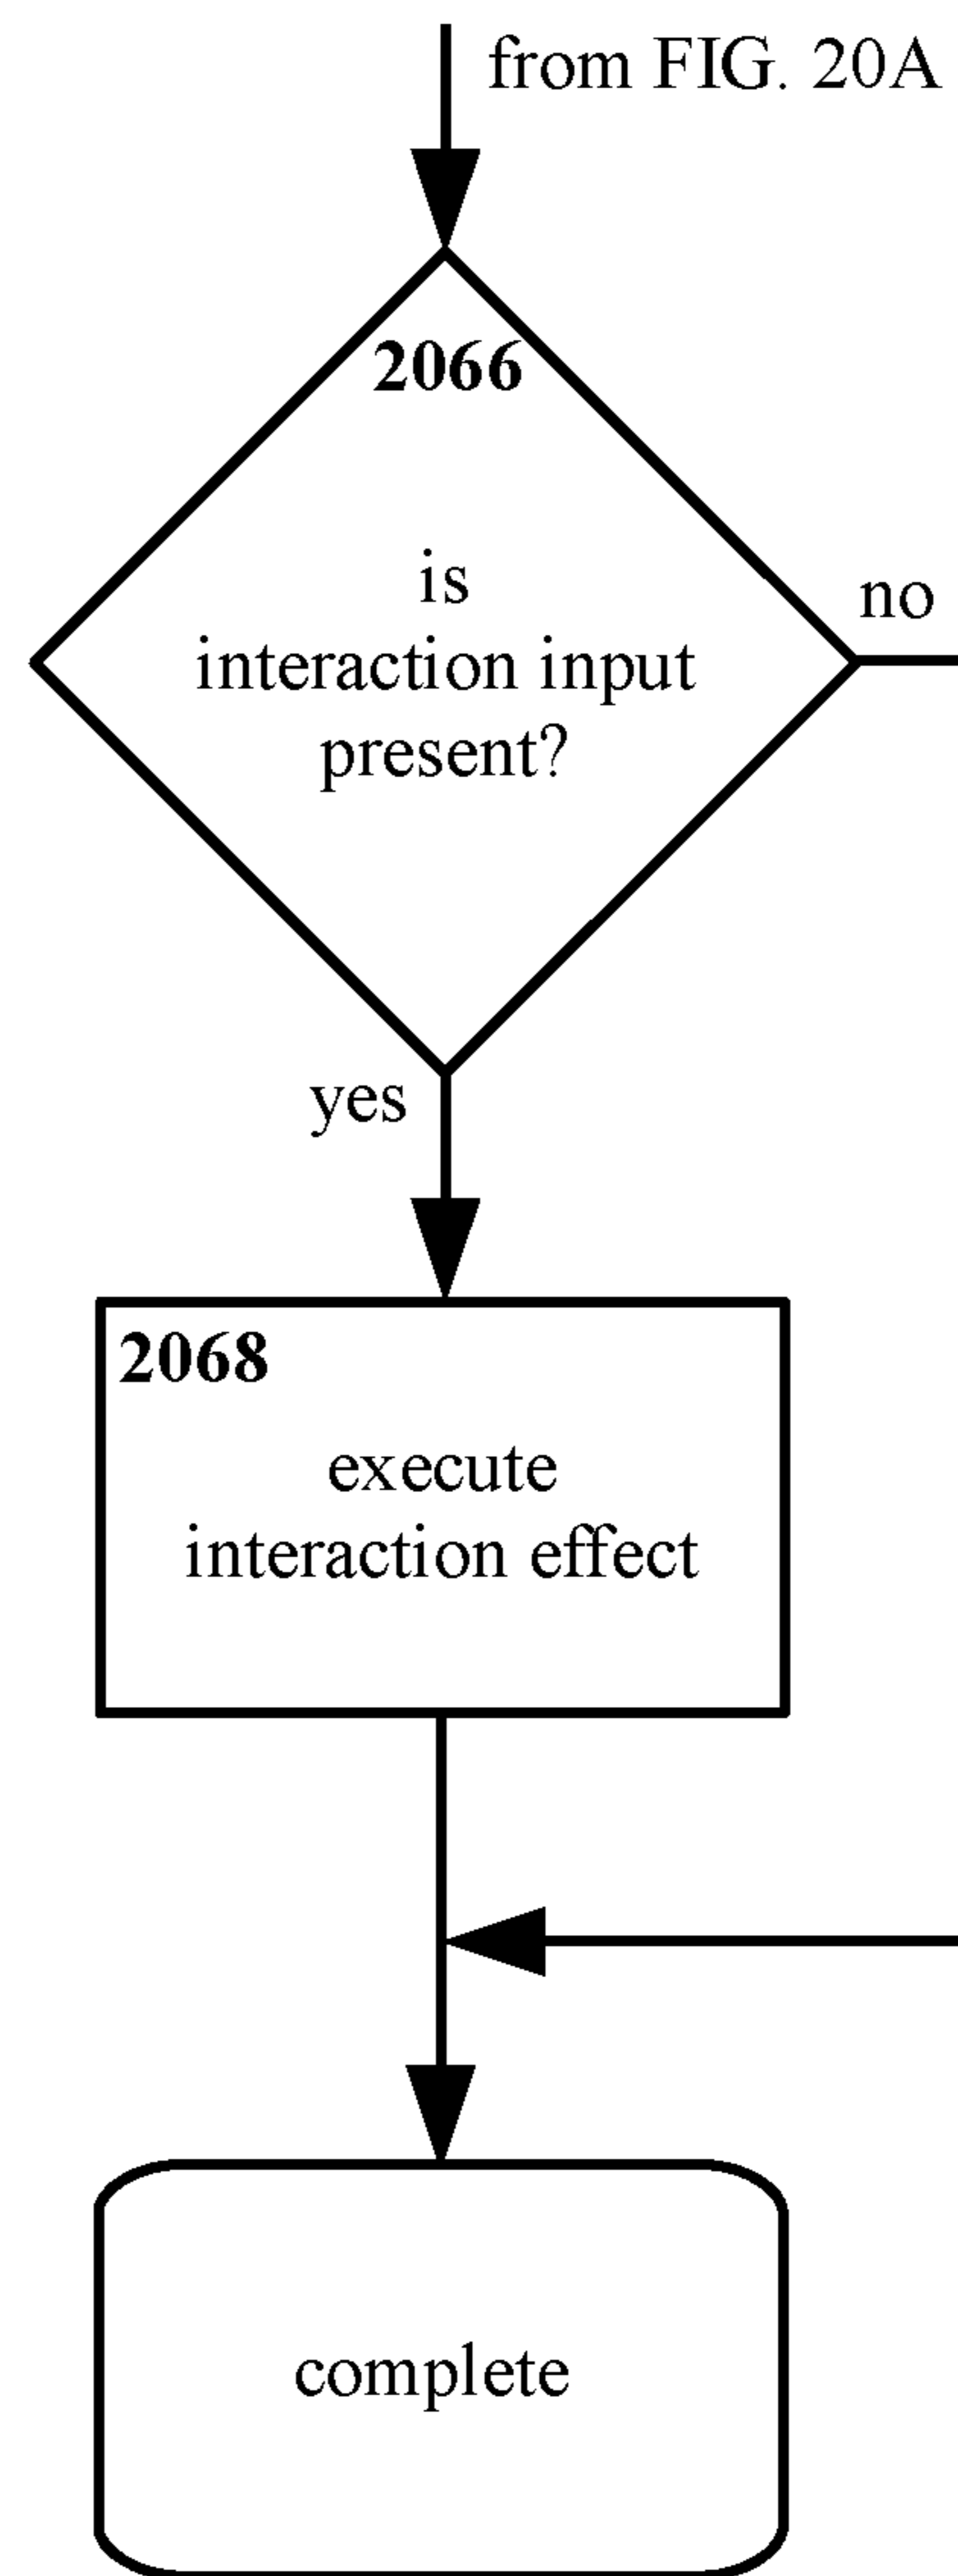 from FIG. 20A
2066
is
interaction input
present?
no
yes
2068
execute
interaction effect
complete